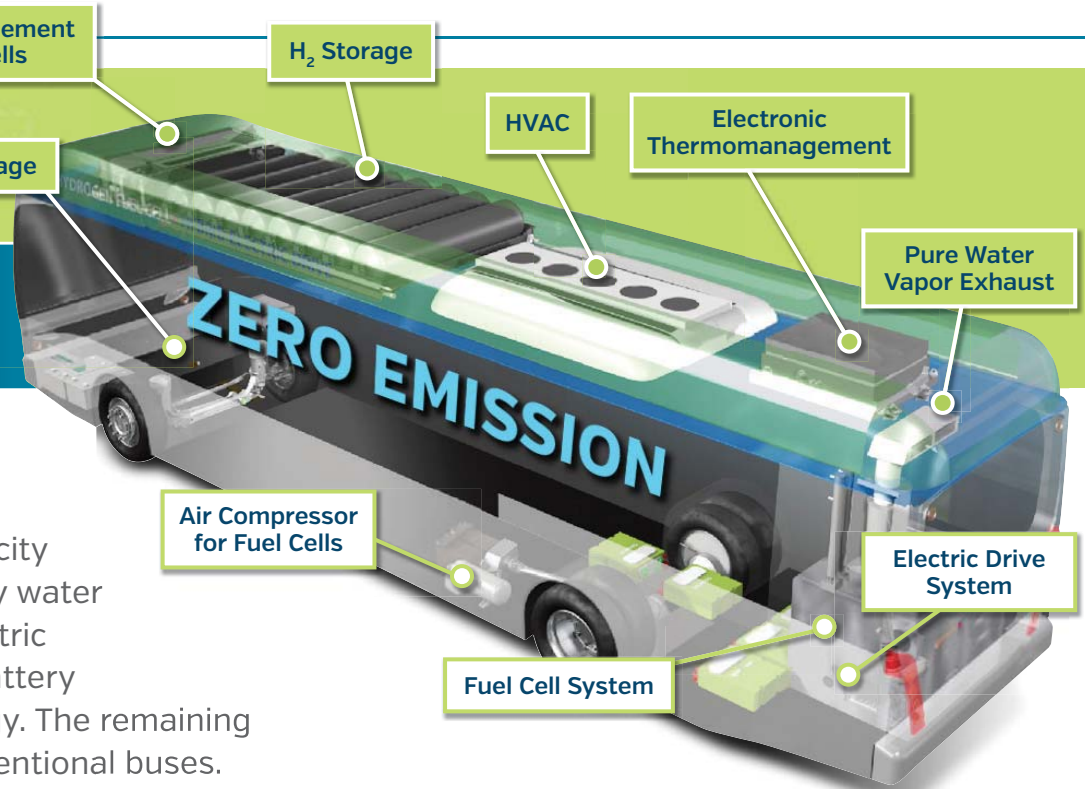 ement
ells
H₂ Storage
HVAC
Electronic
Thermomanagement
age
Pure Water
Vapor Exhaust
ZERO EMISSION
Air Compressor
for Fuel Cells
Electric Drive
System
Fuel Cell System
city
y water
tric
attery
y. The remaining
entional buses.